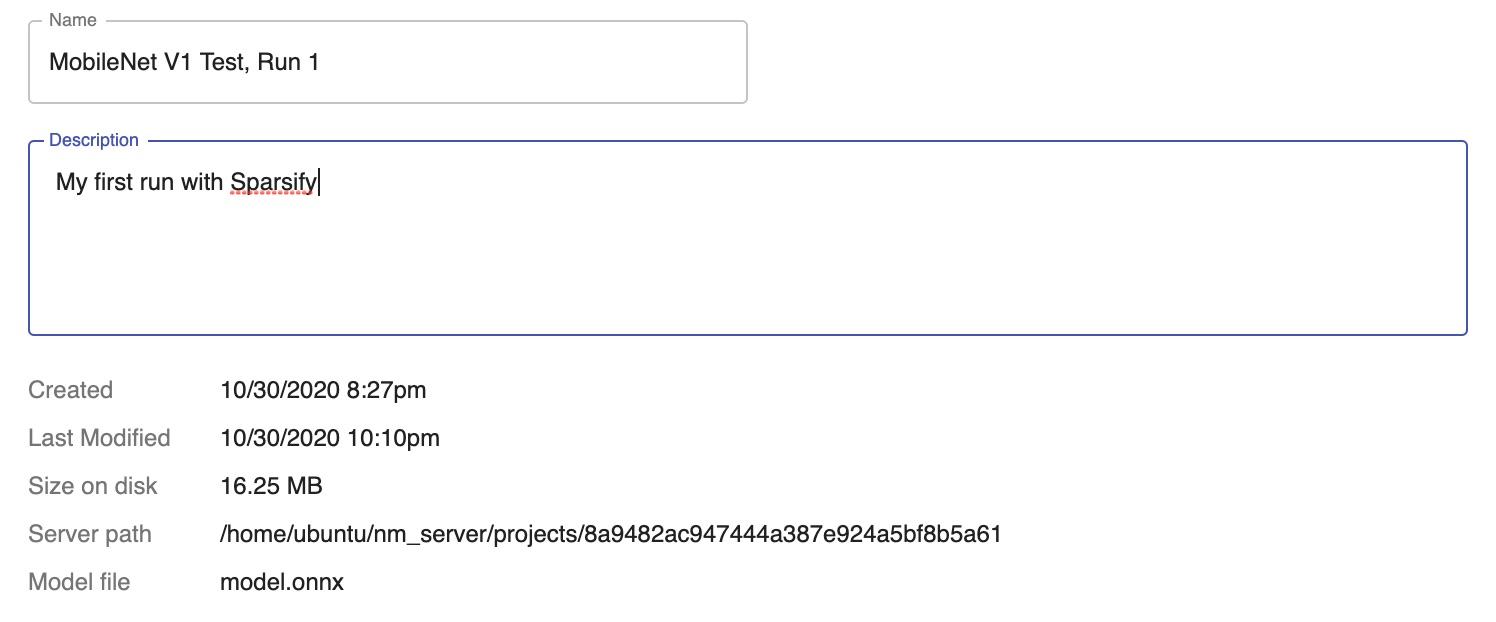 Name
MobileNet V1 Test, Run 1
Description
My first run with Sparsify
Created 10/30/2020 8:27pm
Last Modified 10/30/2020 10:10pm
Size on disk 16.25 MB
Server path /home/ubuntu/nm_server/projects/8a9482ac947444a387e924a5bf8b5a61
Model file model.onnx